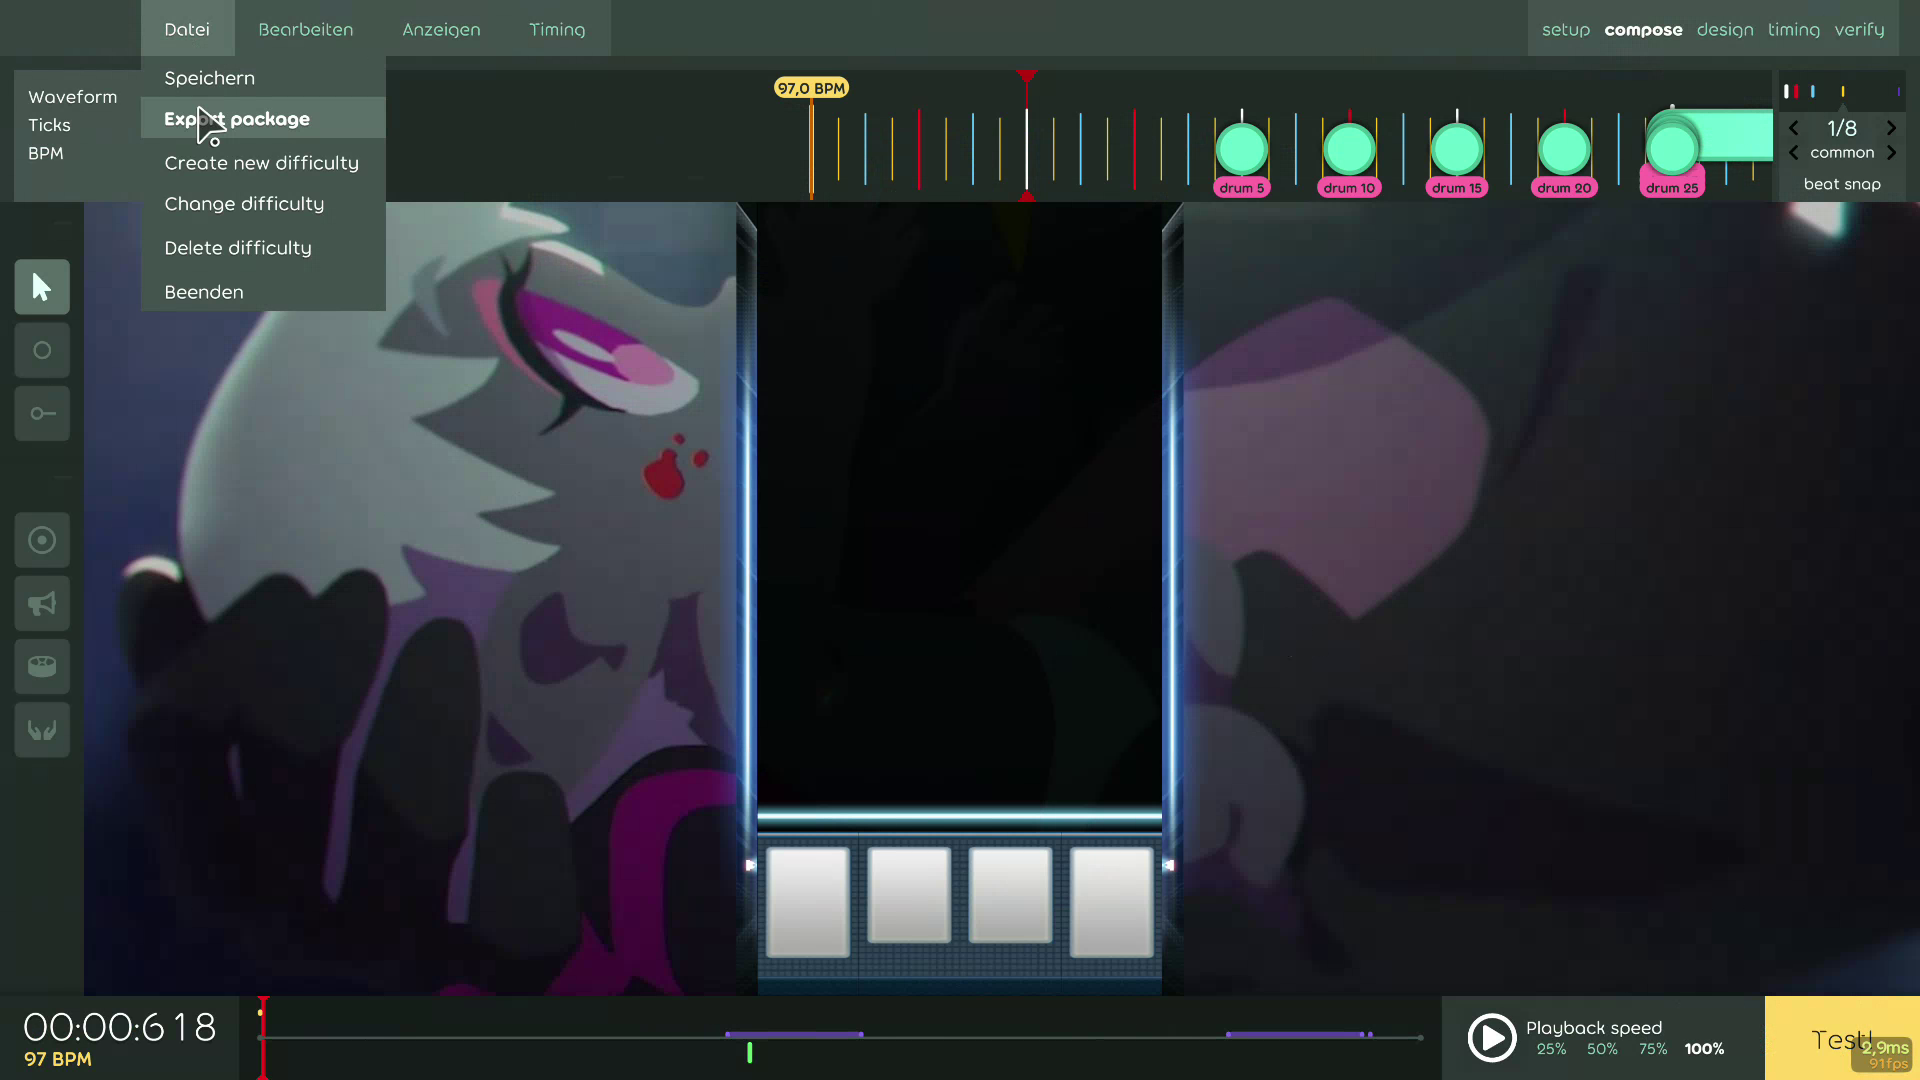 Datei
Bearbeiten
Anzeigen
Timing
setup
compose
design
timing
verify
Speichern
Export package
Create new difficulty
Change difficulty
Delete difficulty
Beenden
Waveform
Ticks
BPM
97,0 BPM
drum 5
drum 10
drum 15
drum 20
drum 25
1/8
common
beat snap
00:00:618
97 BPM
Playback speed
25%
50%
75%
100%
Test!
2,9ms
91fps